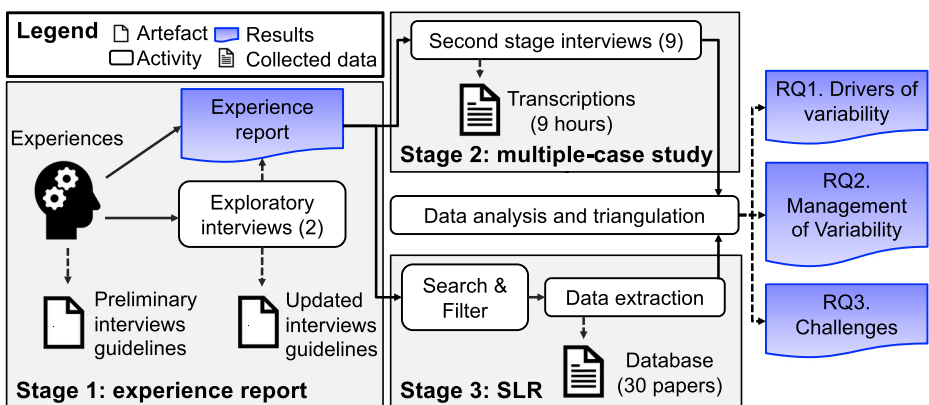 Legend
Artefact
Results
Activity
Collected data
Experiences
Experience
report
Exploratory
interviews (2)
Preliminary
interviews
guidelines
Updated
interviews
guidelines
Stage 1: experience report
Second stage interviews (9)
Transcriptions
(9 hours)
Stage 2: multiple-case study
Data analysis and triangulation
Search &
Filter
Data extraction
Database
(30 papers)
Stage 3: SLR
RQ1. Drivers of
variability
RQ2.
Management
of Variability
RQ3.
Challenges